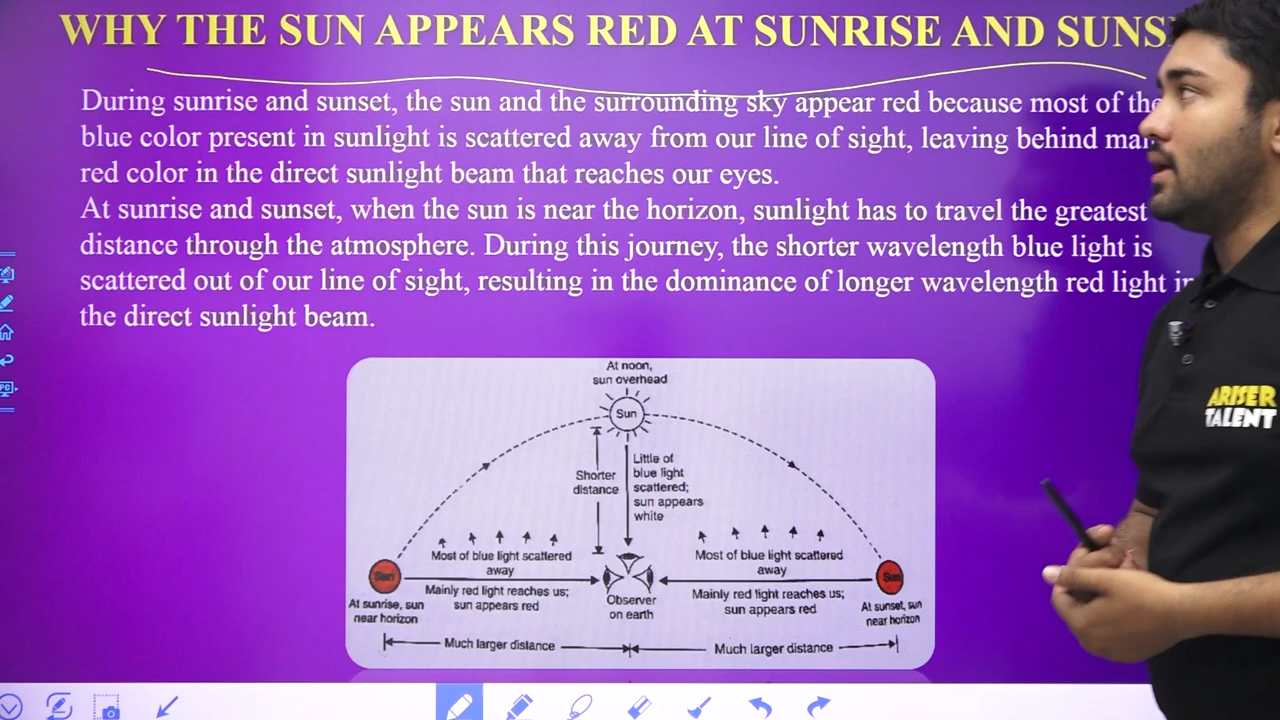 WHY THE SUN APPEARS RED AT SUNRISE AND
During sunrise and sunset, the sun and the surrounding sky appear red because most of the
blue color present in sunlight is scattered away from our line of sight, leaving behind
red color in the direct sunlight beam that reaches our eyes.
At sunrise and sunset, when the sun is near the horizon, sunlight has to travel the greatest
distance through the atmosphere. During this journey, the shorter wavelength blue light is
scattered out of our line of sight, resulting in the dominance of longer wavelength red light
the direct sunlight beam.
At noon,
sun overhead
Sun
Shorter
distance
Little of
blue light
scattered;
sun appears
white
Most of blue light scattered
away
Mainly red light reaches us;
sun appears red
Sun
At sunrise, sun
near horizon
Observer
on earth
Most of blue light scattered
away
Mainly red light reaches us;
sun appears red
Sun
At sunset, sun
near horizon
Much larger distance
Much larger distance
ARISER
TALENT
PC